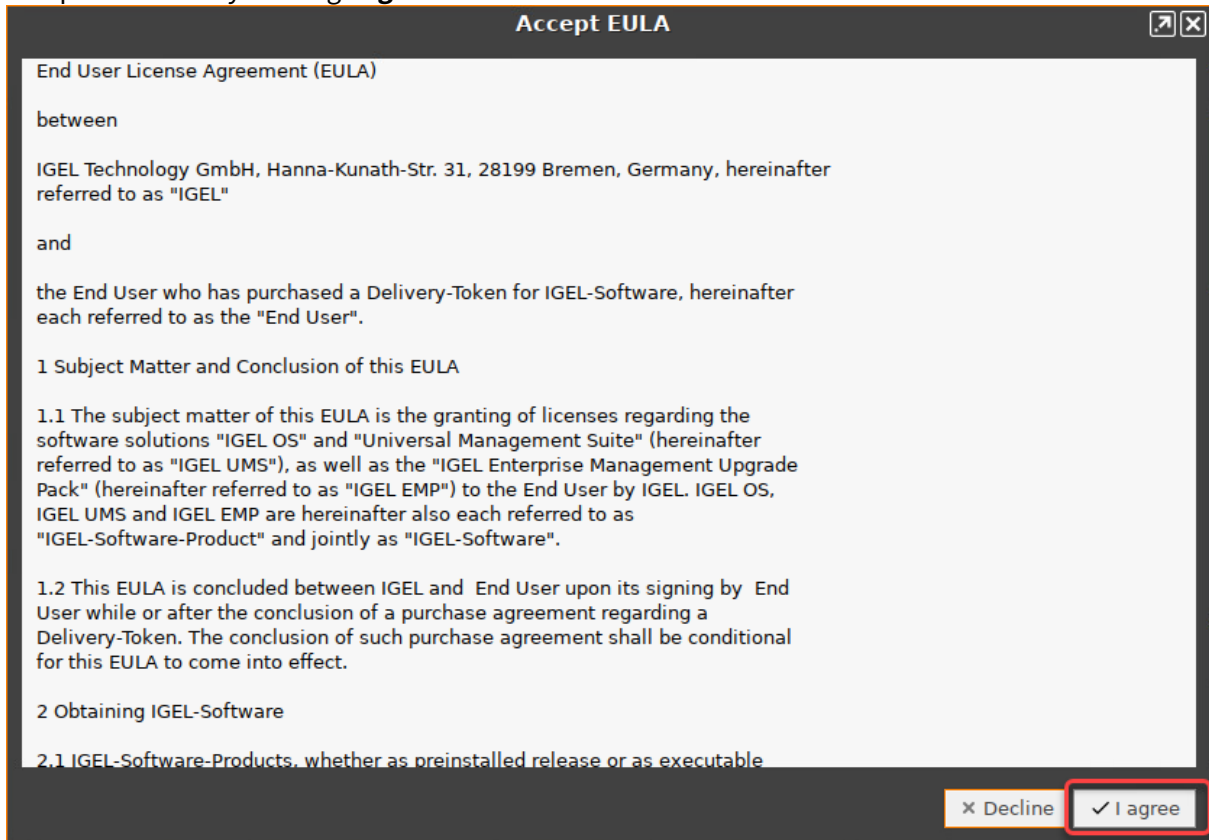 Accept EULA
End User License Agreement (EULA)
between
IGEL Technology GmbH, Hanna-Kunath-Str. 31, 28199 Bremen, Germany, hereinafter
referred to as "IGEL"
and
the End User who has purchased a Delivery-Token for IGEL-Software, hereinafter
each referred to as the "End User".
1 Subject Matter and Conclusion of this EULA
1.1 The subject matter of this EULA is the granting of licenses regarding the
software solutions "IGEL OS" and "Universal Management Suite" (hereinafter
referred to as "IGEL UMS"), as well as the "IGEL Enterprise Management Upgrade
Pack" (hereinafter referred to as "IGEL EMP") to the End User by IGEL. IGEL OS,
IGEL UMS and IGEL EMP are hereinafter also each referred to as
"IGEL-Software-Product" and jointly as "IGEL-Software".
1.2 This EULA is concluded between IGEL and  End User upon its signing by  End
User while or after the conclusion of a purchase agreement regarding a
Delivery-Token. The conclusion of such purchase agreement shall be conditional
for this EULA to come into effect.
2 Obtaining IGEL-Software
2.1 IGEL-Software-Products, whether as preinstalled release or as executable
× Decline ✓ I agree